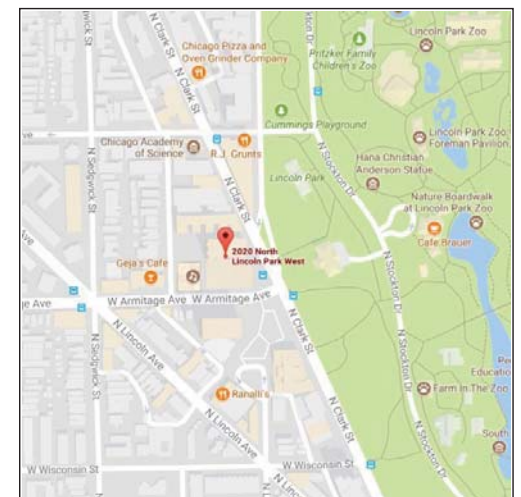 Lincoln Park Zoo
Chicago Pizza and
Oven Grinder Company
Pritzker Family
Children's Zoo
N Clark St
Cummings Playground
Chicago Academy
of Science
R.J. Grunts
Lincoln Park Zoo
Foreman Pavilion
Hana Christian
Anderson Statue
N Sedgwick St
N Stockton Dr
Lincoln Park
N Clark St
Nature Boardwalk
at Lincoln Park Zoo
Cafe Brauer
2020 North
Lincoln Park West
Geja's Cafe
W Armitage Ave
W Armitage Ave
N Stockton Dr
N Lincoln Ave
N Clark St
N Sedgwick St
Educatio
Farm In The Zoo
Ranalli's
N Lincoln Ave
N Clark St
N Stockton Dr
South
W Wisconsin St
W Wisconsin St